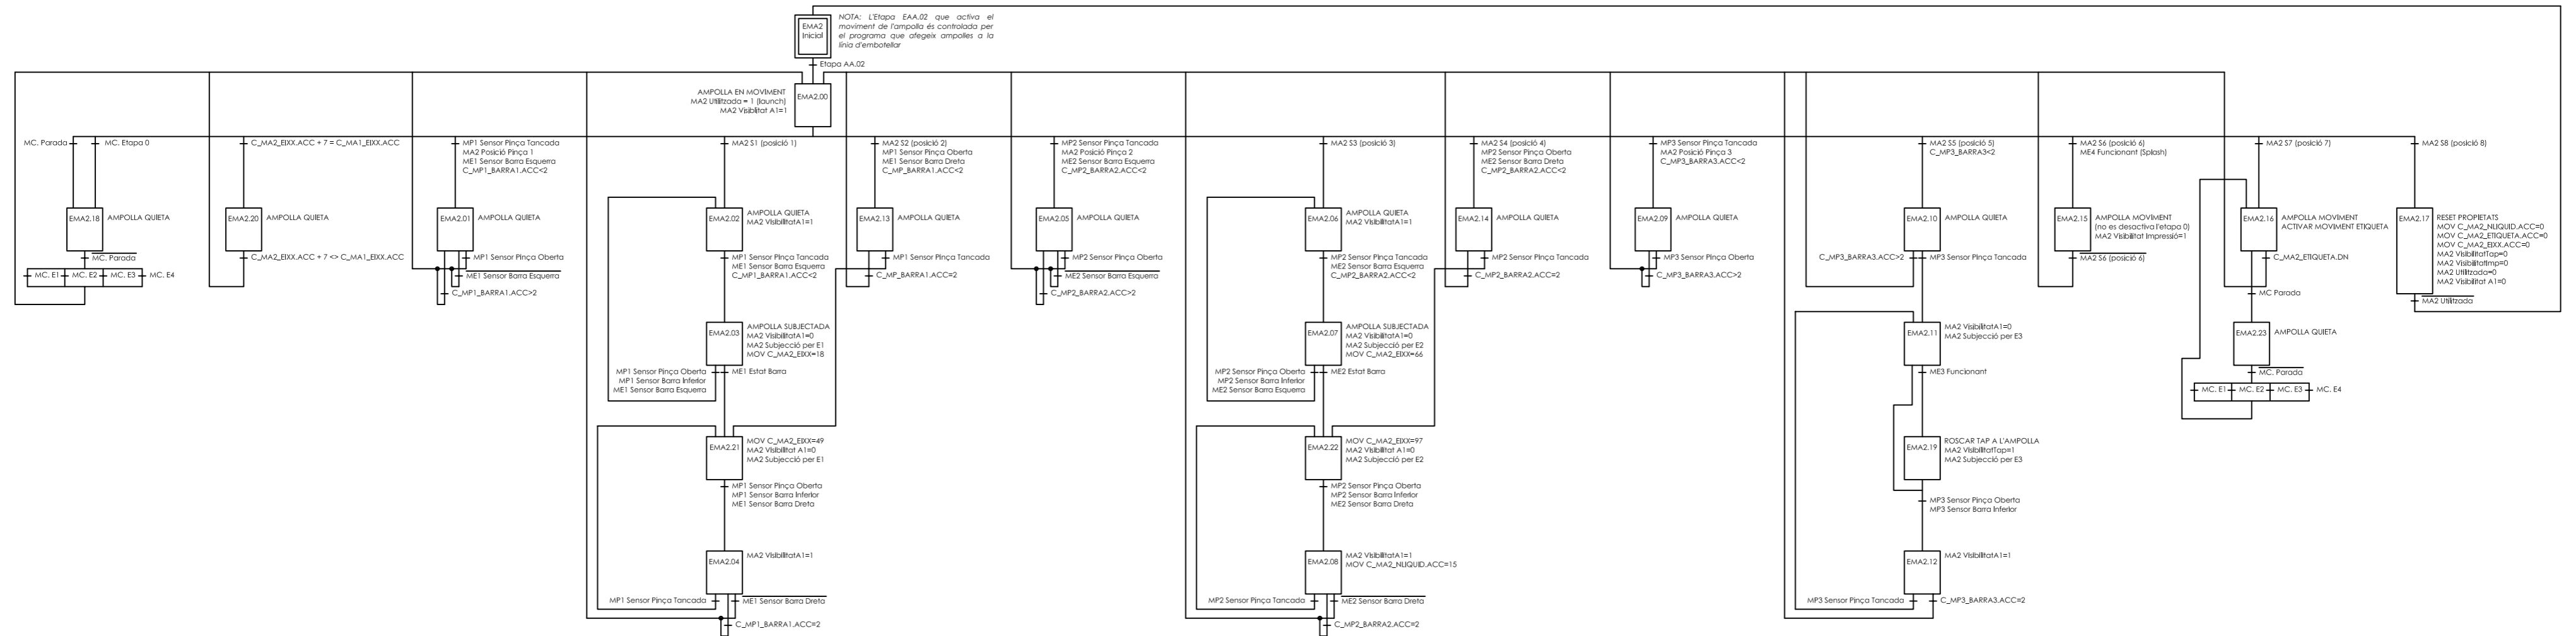 EMA2
Inicial
NOTA: L'Etapa EAA.02 que activa el
moviment de l'ampolla és controlada per
el programa que afegeix ampolles a la
línia d'embotellar
Etapa AA.02
AMPOLLA EN MOVIMENT
MA2 Utilitzada = 1 (launch)
MA2 Visiblitat A1=1
EMA2.00
MC. Parada
MC. Etapa 0
C_MA2_EIXX.ACC + 7 = C_MA1_EIXX.ACC
MP1 Sensor Pinça Tancada
MA2 Posició Pinça 1
ME1 Sensor Barra Esquerra
C_MP1_BARRA1.ACC<2
MA2 S1 (posició 1)
MA2 S2 (posició 2)
MP1 Sensor Pinça Oberta
ME1 Sensor Barra Dreta
C_MP_BARRA1.ACC<2
MP2 Sensor Pinça Tancada
MA2 Posició Pinça 2
ME2 Sensor Barra Esquerra
C_MP2_BARRA2.ACC<2
MA2 S3 (posició 3)
MA2 S4 (posició 4)
MP2 Sensor Pinça Oberta
ME2 Sensor Barra Dreta
C_MP2_BARRA2.ACC<2
MP3 Sensor Pinça Tancada
MA2 Posició Pinça 3
C_MP3_BARRA3.ACC<2
MA2 S5 (posició 5)
C_MP3_BARRA3<2
MA2 S6 (posició 6)
ME4 Funcionant (Splash)
MA2 S7 (posició 7)
MA2 S8 (posició 8)
EMA2.18
AMPOLLA QUIETA
EMA2.20
AMPOLLA QUIETA
EMA2.01
AMPOLLA QUIETA
EMA2.02
AMPOLLA QUIETA
MA2 VisibilitatA1=1
EMA2.13
AMPOLLA QUIETA
EMA2.05
AMPOLLA QUIETA
EMA2.06
AMPOLLA QUIETA
MA2 VisibilitatA1=1
EMA2.14
AMPOLLA QUIETA
EMA2.09
AMPOLLA QUIETA
EMA2.10
AMPOLLA QUIETA
EMA2.15
AMPOLLA MOVIMENT
(no es desactiva l'etapa 0)
MA2 Visibilitat Impressió=1
EMA2.16
AMPOLLA MOVIMENT
ACTIVAR MOVIMENT ETIQUETA
EMA2.17
RESET PROPIETATS
MOV C_MA2_NLIQUID.ACC=0
MOV C_MA2_ETIQUETA.ACC=0
MOV C_MA2_EIXX.ACC=0
MA2 VisibilitatTap=0
MA2 VisibilitatImp=0
MA2 Utilitzada=0
MA2 Visibilitat A1=0
MC. Parada
MC. E1
MC. E2
MC. E3
MC. E4
C_MA2_EIXX.ACC + 7 <> C_MA1_EIXX.ACC
MP1 Sensor Pinça Oberta
ME1 Sensor Barra Esquerra
C_MP1_BARRA1.ACC>2
MP1 Sensor Pinça Tancada
ME1 Sensor Barra Esquerra
C_MP1_BARRA1.ACC<2
MP1 Sensor Pinça Tancada
C_MP_BARRA1.ACC=2
MP2 Sensor Pinça Oberta
ME2 Sensor Barra Esquerra
C_MP2_BARRA2.ACC>2
MP2 Sensor Pinça Tancada
ME2 Sensor Barra Esquerra
C_MP2_BARRA2.ACC<2
MP2 Sensor Pinça Tancada
C_MP2_BARRA2.ACC=2
MP3 Sensor Pinça Oberta
C_MP3_BARRA3.ACC>2
C_MP3_BARRA3.ACC>2
MP3 Sensor Pinça Tancada
MA2 S6 (posició 6)
C_MA2_ETIQUETA.DN
MC Parada
MA2 Utilitzada
EMA2.03
AMPOLLA SUBJECTADA
MA2 VisibilitatA1=0
MA2 Subjecció per E1
MOV C_MA2_EIXX=18
EMA2.07
AMPOLLA SUBJECTADA
MA2 VisibilitatA1=0
MA2 Subjecció per E2
MOV C_MA2_EIXX=66
EMA2.11
MA2 VisibilitatA1=0
MA2 Subjecció per E3
EMA2.23
AMPOLLA QUIETA
MP1 Sensor Pinça Oberta
MP1 Sensor Barra Inferior
ME1 Sensor Barra Esquerra
ME1 Estat Barra
MP2 Sensor Pinça Oberta
MP2 Sensor Barra Inferior
ME2 Sensor Barra Esquerra
ME2 Estat Barra
ME3 Funcionant
MC. Parada
MC. E1
MC. E2
MC. E3
MC. E4
EMA2.21
MOV C_MA2_EIXX=49
MA2 Visibilitat A1=0
MA2 Subjecció per E1
EMA2.22
MOV C_MA2_EIXX=97
MA2 Visibilitat A1=0
MA2 Subjecció per E2
EMA2.19
ROSCAR TAP A L'AMPOLLA
MA2 VisibilitatTap=1
MA2 Subjecció per E3
MP1 Sensor Pinça Oberta
MP1 Sensor Barra Inferior
ME1 Sensor Barra Dreta
MP2 Sensor Pinça Oberta
MP2 Sensor Barra Inferior
ME2 Sensor Barra Dreta
MP3 Sensor Pinça Oberta
MP3 Sensor Barra Inferior
EMA2.04
MA2 VisibilitatA1=1
EMA2.08
MA2 VisibilitatA1=1
MOV C_MA2_NLIQUID.ACC=15
EMA2.12
MA2 VisibilitatA1=1
MP1 Sensor Pinça Tancada
ME1 Sensor Barra Dreta
C_MP1_BARRA1.ACC=2
MP2 Sensor Pinça Tancada
ME2 Sensor Barra Dreta
C_MP2_BARRA2.ACC=2
MP3 Sensor Pinça Tancada
C_MP3_BARRA3.ACC=2